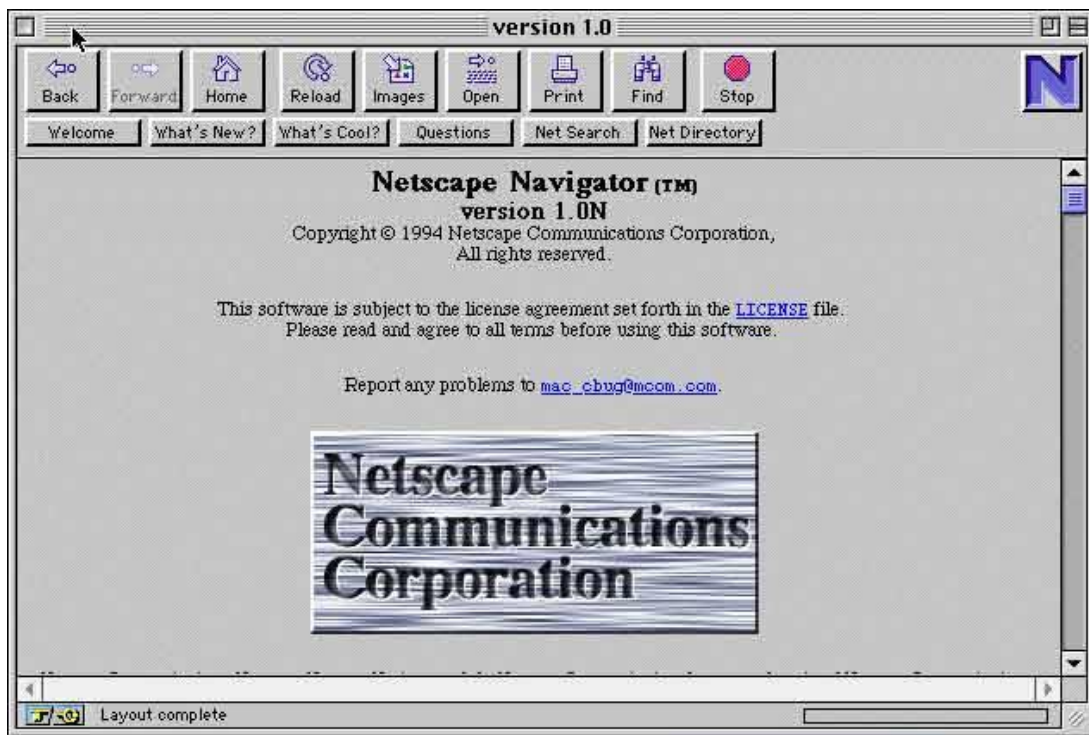 version 1.0
Back Forward Home Reload Images Open Print Find Stop
N
Welcome What's New? What's Cool? Questions Net Search Net Directory
Netscape Navigator (TM)
version 1.0N
Copyright © 1994 Netscape Communications Corporation,
All rights reserved.
This software is subject to the license agreement set forth in the LICENSE file.
Please read and agree to all terms before using this software.
Report any problems to mac_cbug@mcom.com.
Netscape
Communications
Corporation
Layout complete